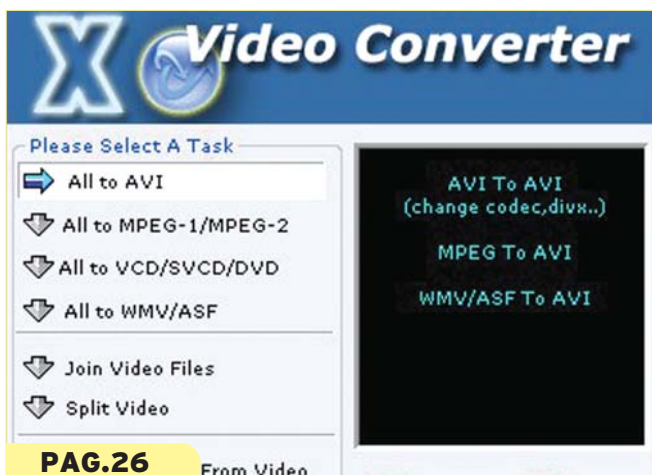 X Video Converter
Please Select A Task
All to AVI
All to MPEG-1/MPEG-2
All to VCD/SVCD/DVD
All to WMV/ASF
Join Video Files
Split Video
From Video
AVI To AVI
(change codec,divx..)
MPEG To AVI
WMV/ASF To AVI
PAG.26